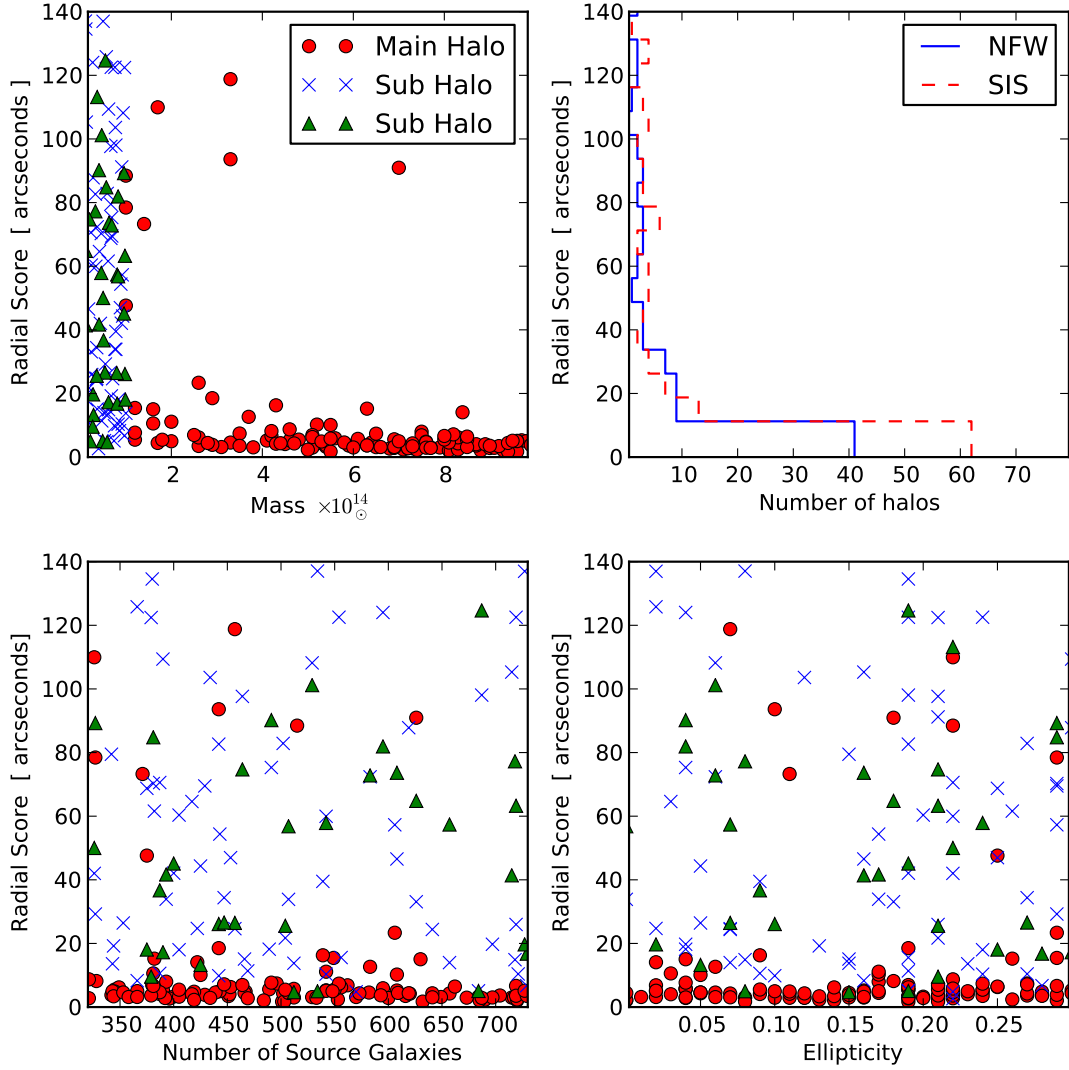 140
120
100
80
60
40
20
0
Radial Score [ arcseconds ]
Main Halo
Sub Halo
Sub Halo
2 4 6 8
Mass ×10¹⁴☉
140
120
100
80
60
40
20
0
Radial Score [ arcseconds ]
NFW
SIS
10 20 30 40 50 60 70
Number of halos
140
120
100
80
60
40
20
0
Radial Score [ arcseconds]
350 400 450 500 550 600 650 700
Number of Source Galaxies
140
120
100
80
60
40
20
0
Radial Score [ arcseconds]
0.05 0.10 0.15 0.20 0.25
Ellipticity